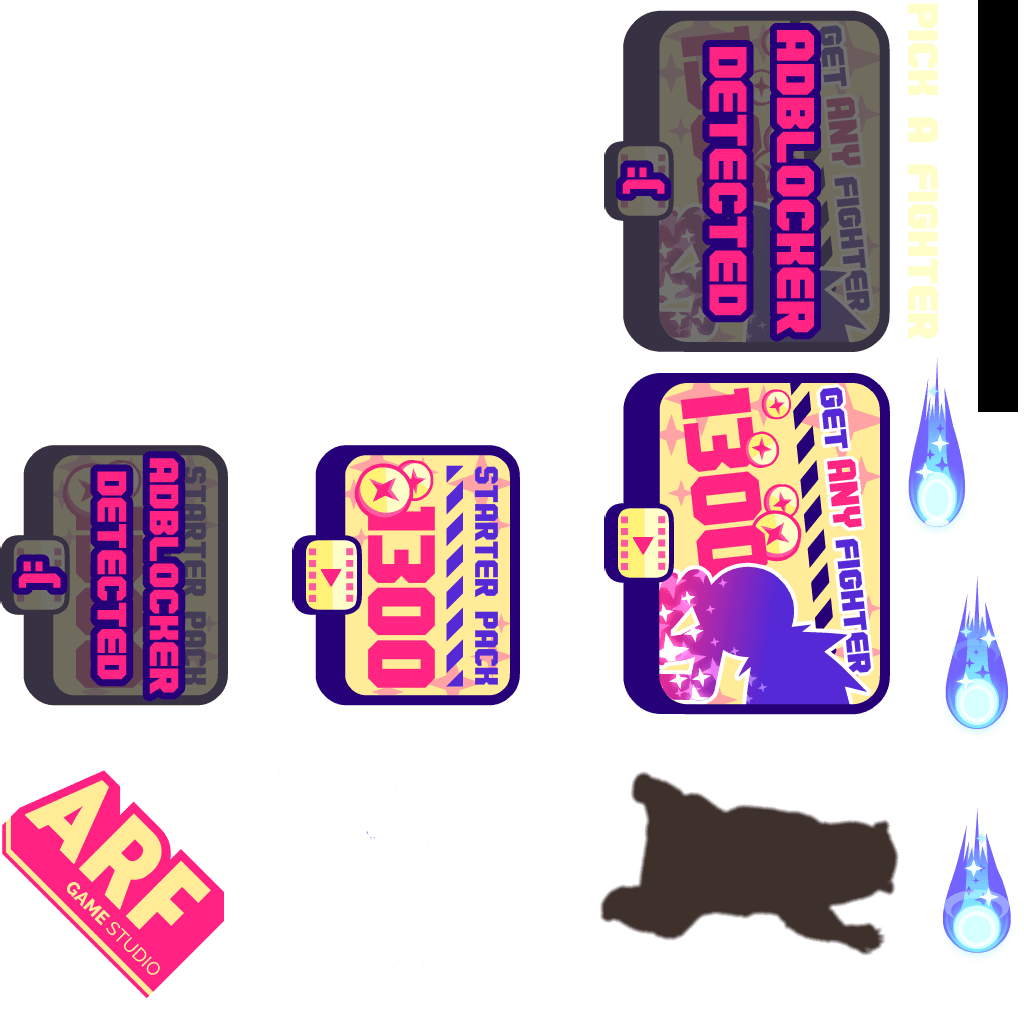 GET ANY FIGHTER
ADBLOCKER
DETECTED
):
PICK A FIGHTER
STARTER PACK
ADBLOCKER
DETECTED
):
STARTER PACK
1300
GET ANY FIGHTER
1300
ARF
GAME STUDIO